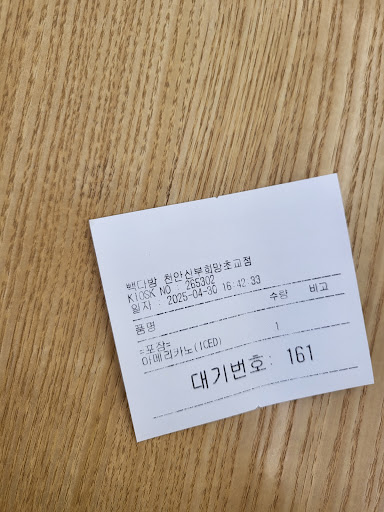 빽다방 천안신부희망초교점
KIOSK NO 265302
일자 : 2025-04-30 16:42:33
품명 수량 비고
=포장=
아메리카노(ICED) 1
대기번호: 161